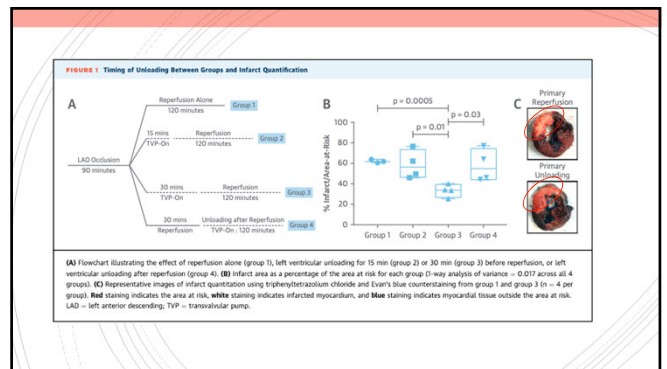 FIGURE 1 Timing of Unloading Between Groups and Infarct Quantification
A
LAD Occlusion
90 minutes
Reperfusion Alone
120 minutes
Group 1
15 mins
TVP-On
Reperfusion
120 minutes
Group 2
30 mins
TVP-On
Reperfusion
120 minutes
Group 3
30 mins
Reperfusion
Unloading after Reperfusion
TVP-On : 120 minutes
Group 4
B
% Infarct/Area-at-Risk
100
80
60
40
20
0
p = 0.0005
p = 0.03
p = 0.01
Group 1 Group 2 Group 3 Group 4
C
Primary
Reperfusion
Primary
Unloading
(A) Flowchart illustrating the effect of reperfusion alone (group 1), left ventricular unloading for 15 min (group 2) or 30 min (group 3) before reperfusion, or left
ventricular unloading after reperfusion (group 4). (B) Infarct area as a percentage of the area at risk for each group (1-way analysis of variance = 0.017 across all 4
groups). (C) Representative images of infarct quantitation using triphenyltetrazolium chloride and Evan's blue counterstaining from group 1 and group 3 (n = 4 per
group). Red staining indicates the area at risk, white staining indicates infarcted myocardium, and blue staining indicates myocardial tissue outside the area at risk.
LAD = left anterior descending; TVP = transvalvular pump.